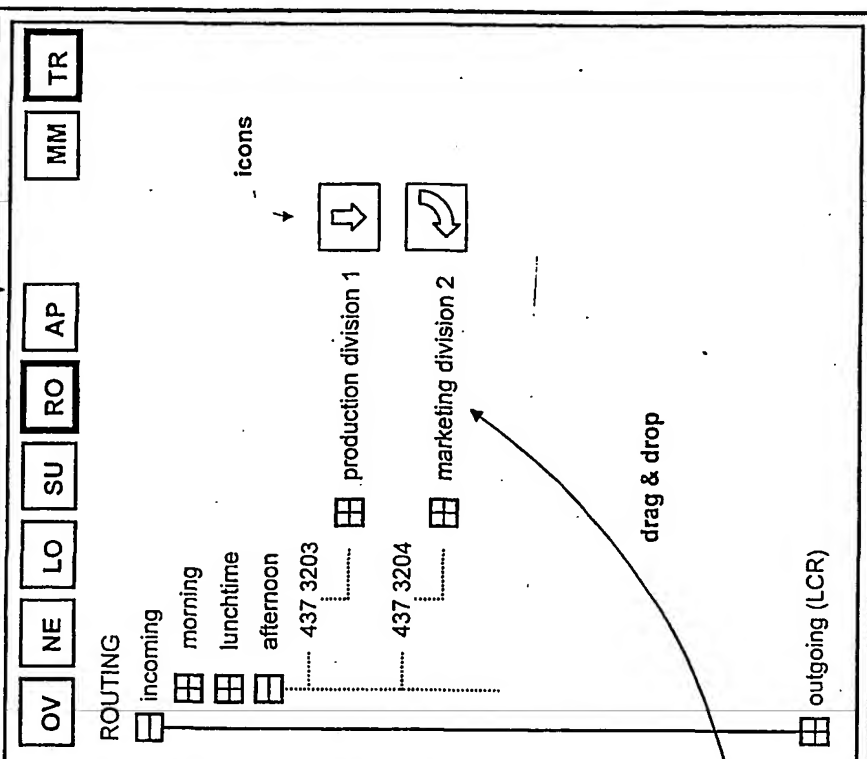 OV NE LO SU RO AP MM TR
ROUTING
incoming
morning
lunchtime
afternoon
437 3203
production division 1
437 3204
marketing division 2
icons
drag & drop
outgoing (LCR)